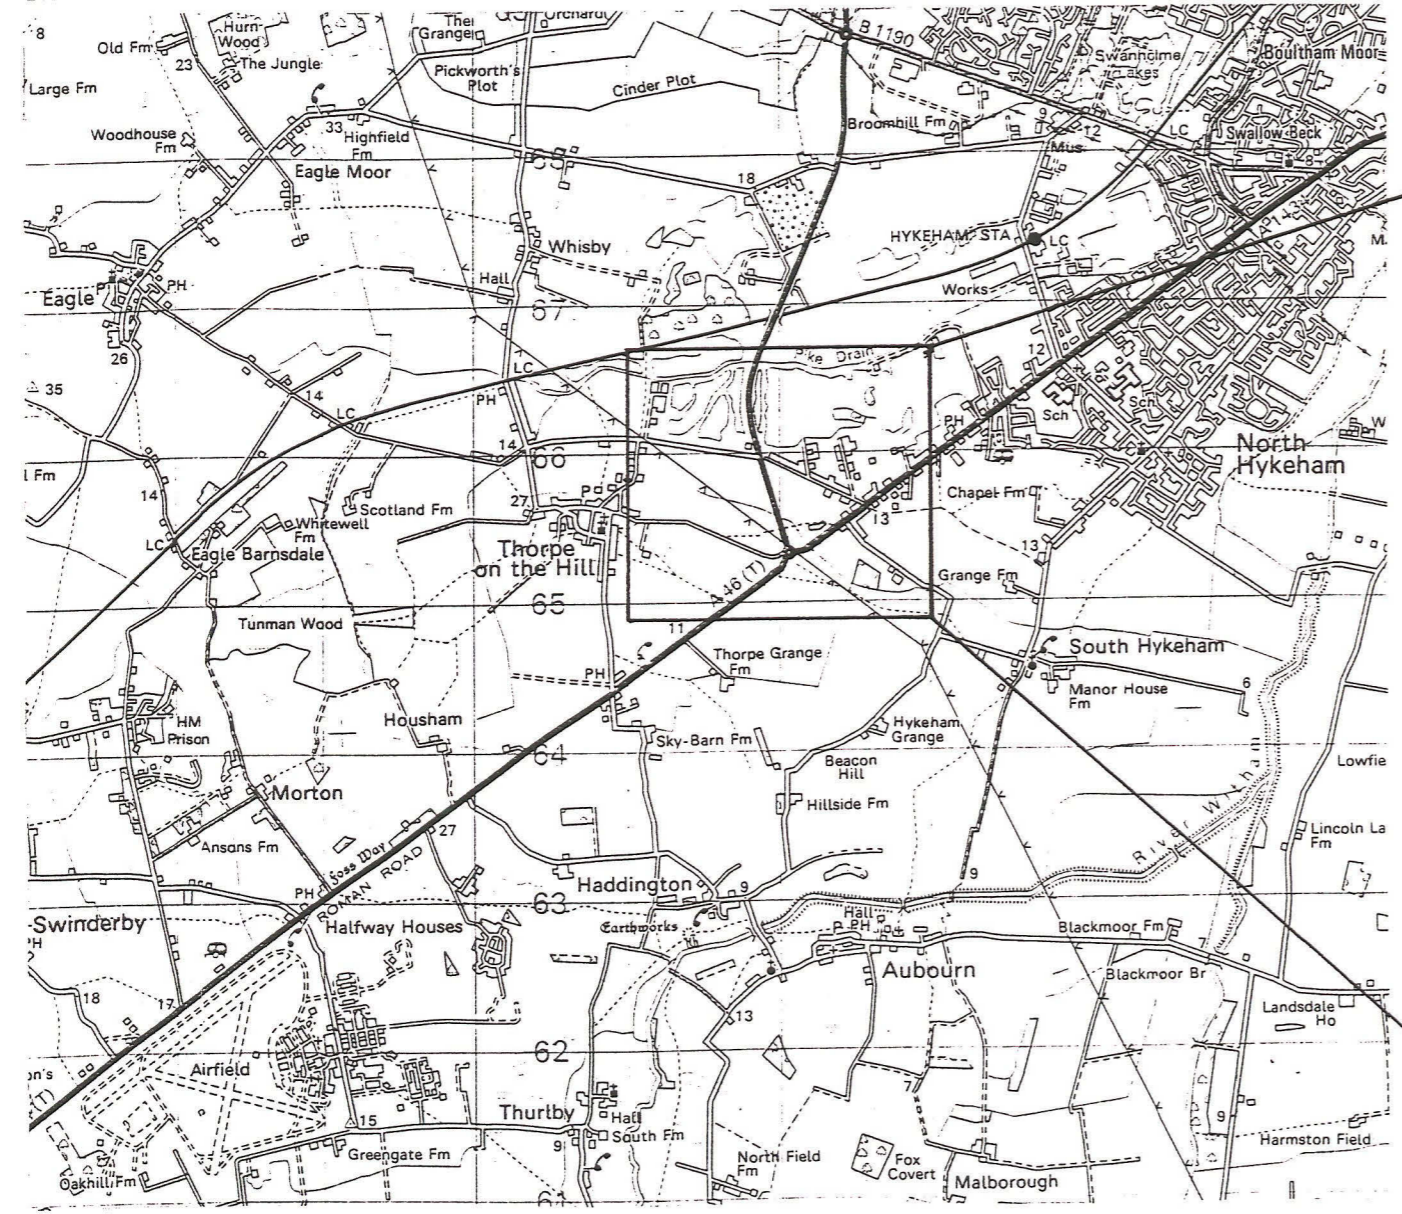 8
Old Fm
23
Hurn
Wood
The Jungle
The
Grange
Orchard
B 1190
Swanholme
Lakes
Boultham Moor
Large Fm
Pickworth's
Plot
Cinder Plot
Woodhouse
Fm
33
Highfield
Fm
Broomhill Fm
9
12
LC
Swallow Beck
Mus
8
Eagle Moor
68
18
A 143
Whisby
HYKEHAM STA
LC
M
Hall
Works
Eagle
P
PH
67
26
Pike Drain
12
35
14
LC
LC
PH
PH
Sch
Sch
W
14
66
North
Hykeham
l Fm
14
Scotland Fm
27
P
Chapel Fm
Whitewell
Fm
13
LC
Eagle Barnsdale
Thorpe
on the Hill
13
A 46 (T)
Grange Fm
65
Tunman Wood
11
South Hykeham
Thorpe Grange
Fm
PH
6
Manor House
Fm
HM
Prison
Housham
Hykeham
Grange
Sky-Barn Fm
64
Beacon
Hill
Lowfie
Morton
Hillside Fm
River Witham
27
Lincoln La
Fm
Ansons Fm
Foss Way
ROMAN ROAD
9
PH
Haddington
9
63
Swinderby
PH
Halfway Houses
Earthworks
Hall
PH
Blackmoor Fm
7
Aubourn
Blackmoor Br
18
17
13
Landsdale
Ho
62
on's
(T)
Airfield
7
15
Thurlby
Hall
9
South Fm
9
Greengate Fm
Harmston Field
Oakhill Fm
North Field
Fm
Fox
Covert
Malborough
61